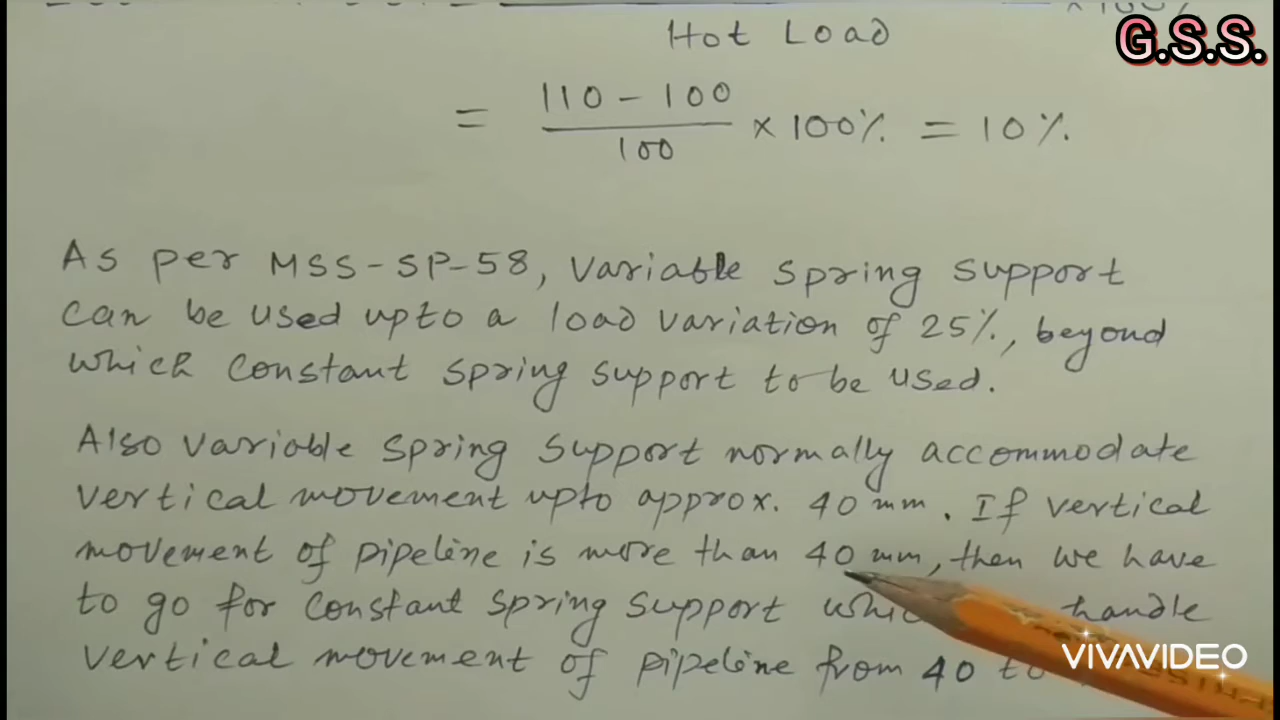 ×100%
G.S.S.
Hot Load
= 110 - 100 / 100 × 100% = 10%
As per MSS-SP-58, Variable Spring Support
can be used upto a load variation of 25%, beyond
which constant spring support to be used.
Also variable spring support normally accommodate
vertical movement upto approx. 40 mm. If vertical
movement of pipeline is more than 40 mm, then we have
to go for constant spring support handle
vertical movement of pipeline from 40 to
VIVAVIDEO